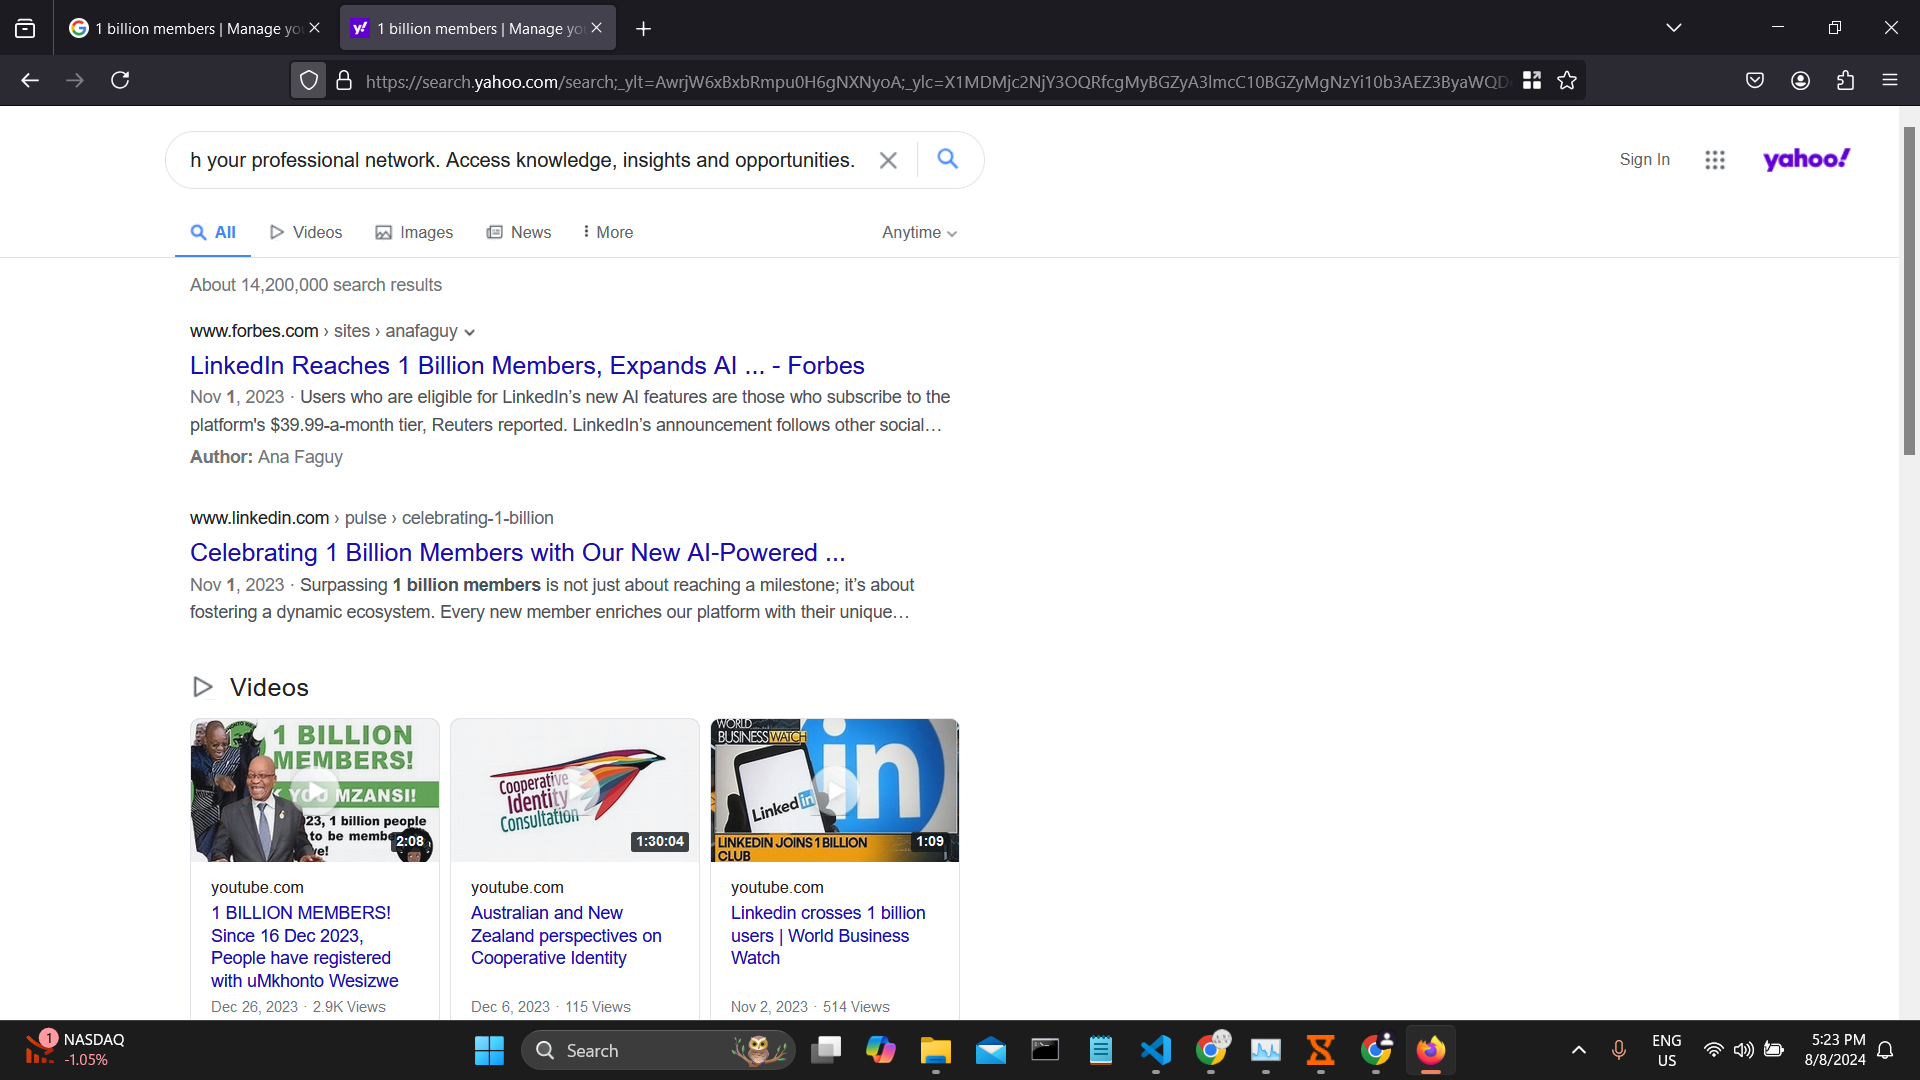 1 billion members | Manage yo
1 billion members | Manage yo
https://search.yahoo.com/search;_ylt=AwrjW6xBxbRmpu0H6gNXNyoA;_ylc=X1MDMjc2NjY3OQRfcgMyBGZyA3lmcC10BGZyMgNzYi10b3AEZ3ByaWQD
h your professional network. Access knowledge, insights and opportunities.
Sign In
yahoo!
All
Videos
Images
News
More
Anytime
About 14,200,000 search results
www.forbes.com › sites › anafaguy
LinkedIn Reaches 1 Billion Members, Expands AI ... - Forbes
Nov 1, 2023 · Users who are eligible for LinkedIn’s new AI features are those who subscribe to the
platform's $39.99-a-month tier, Reuters reported. LinkedIn’s announcement follows other social…
Author: Ana Faguy
www.linkedin.com › pulse › celebrating-1-billion
Celebrating 1 Billion Members with Our New AI-Powered ...
Nov 1, 2023 · Surpassing 1 billion members is not just about reaching a milestone; it’s about
fostering a dynamic ecosystem. Every new member enriches our platform with their unique…
Videos
1 BILLION
MEMBERS!
YOU MZANSI!
23, 1 billion people
to be membe
ve!
2:08
Cooperative
Identity
Consultation
1:30:04
WORLD
BUSINESS WATCH
in
Linked in
LINKEDIN JOINS 1 BILLION
CLUB
1:09
youtube.com
1 BILLION MEMBERS!
Since 16 Dec 2023,
People have registered
with uMkhonto Wesizwe
Dec 26, 2023 · 2.9K Views
youtube.com
Australian and New
Zealand perspectives on
Cooperative Identity
Dec 6, 2023 · 115 Views
youtube.com
Linkedin crosses 1 billion
users | World Business
Watch
Nov 2, 2023 · 514 Views
1
NASDAQ
-1.05%
Search
ENG
US
5:23 PM
8/8/2024